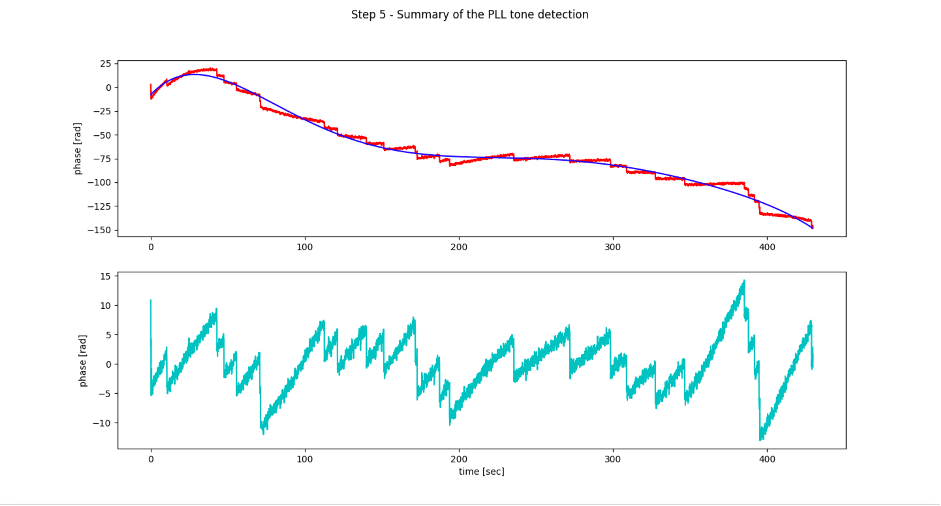 Step 5 - Summary of the PLL tone detection
25
0
−25
−50
−75
−100
−125
−150
phase [rad]
0 100 200 300 400
15
10
5
0
−5
−10
phase [rad]
0 100 200 300 400
time [sec]